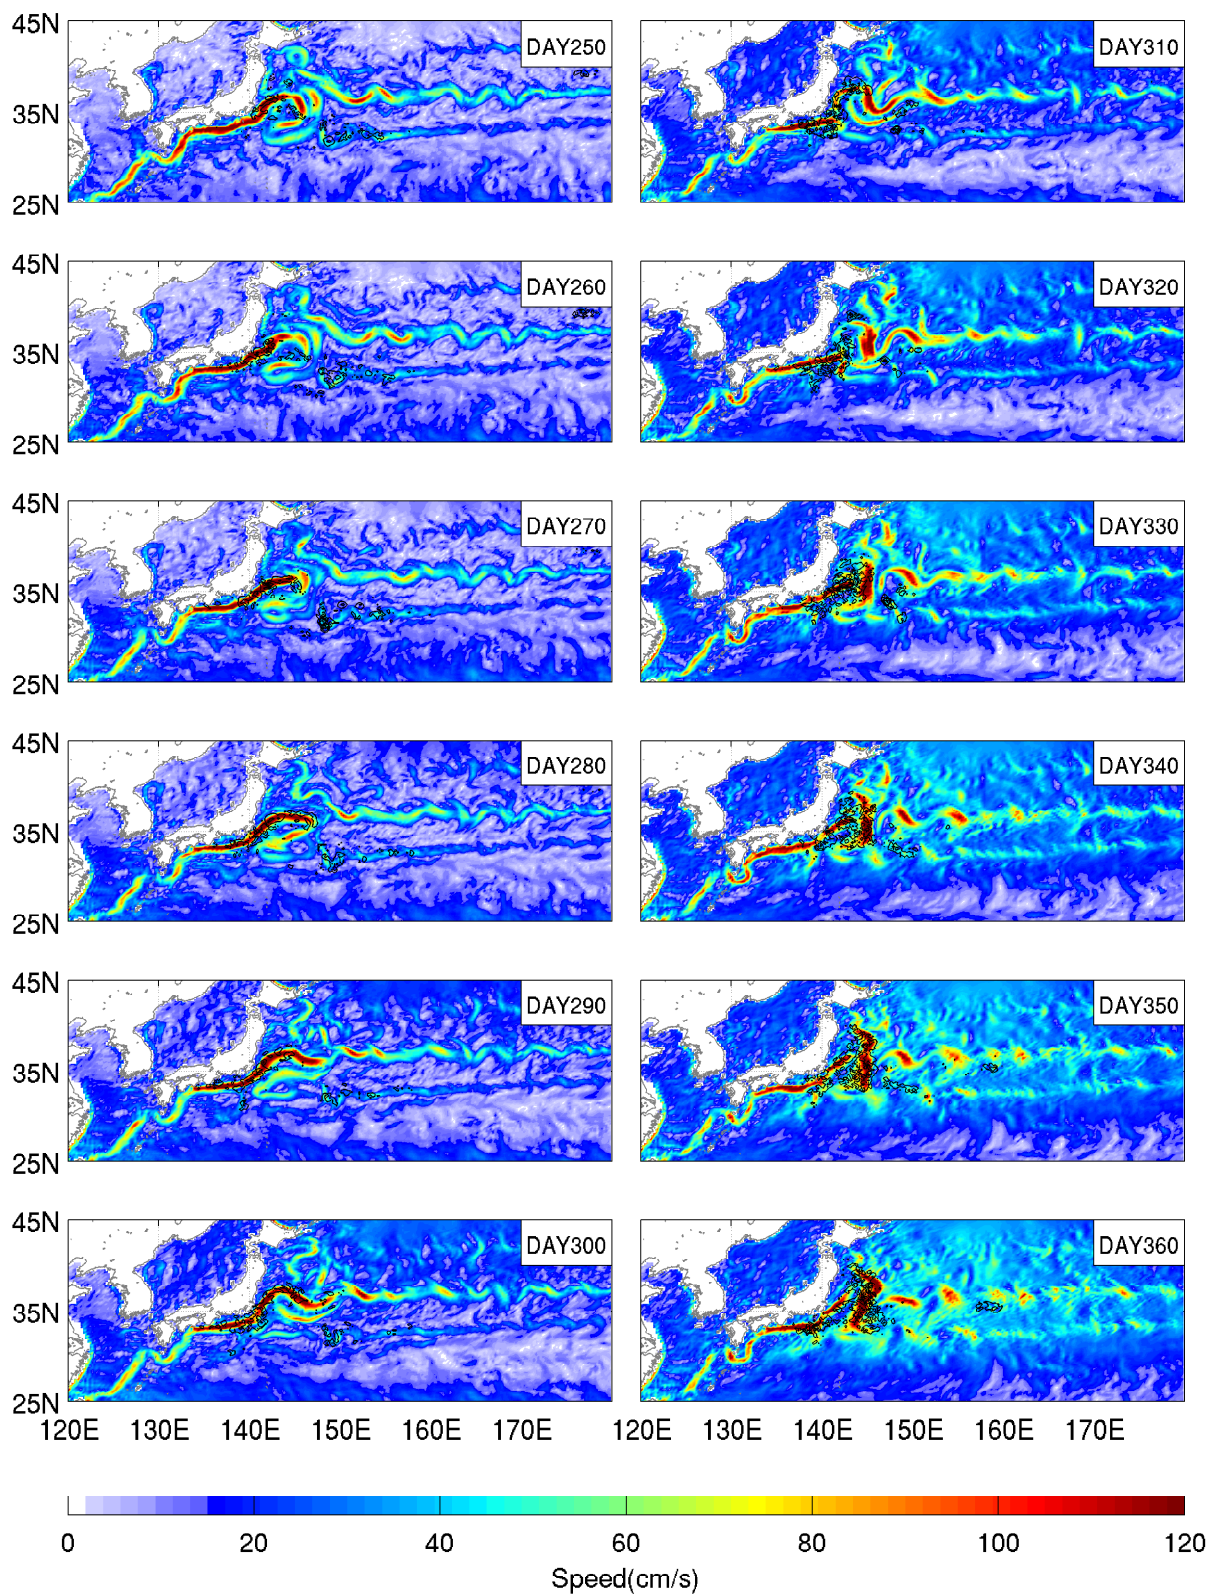 45N
35N
25N
DAY250
DAY310
45N
35N
25N
DAY260
DAY320
45N
35N
25N
DAY270
DAY330
45N
35N
25N
DAY280
DAY340
45N
35N
25N
DAY290
DAY350
45N
35N
25N
DAY300
DAY360
120E 130E 140E 150E 160E 170E 120E 130E 140E 150E 160E 170E
0 20 40 60 80 100 120
Speed(cm/s)